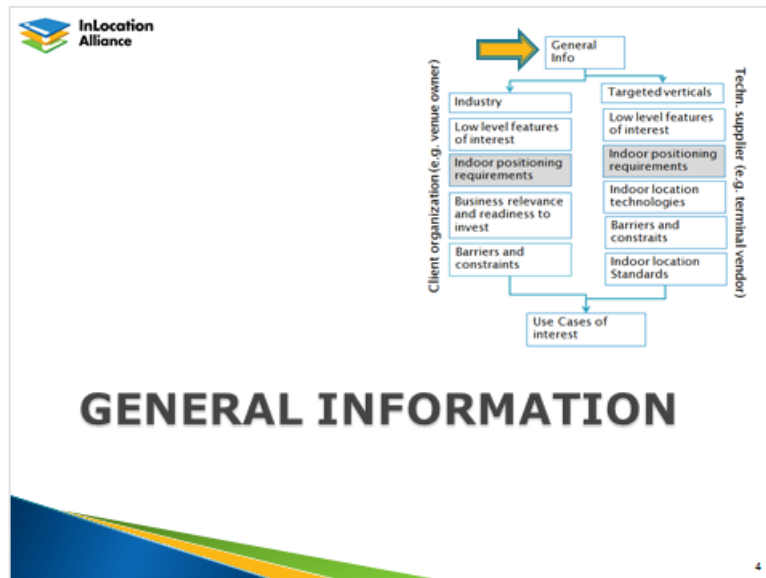 InLocation
Alliance
General
Info
Client organization(e.g. venue owner)
Industry
Low level features
of interest
Indoor positioning
requirements
Business relevance
and readiness to
invest
Barriers and
constraints
Targeted verticals
Low level features
of interest
Indoor positioning
requirements
Indoor location
technologies
Barriers and
constraits
Indoor location
Standards
Techn. supplier (e.g. terminal vendor)
Use Cases of
interest
GENERAL INFORMATION
4